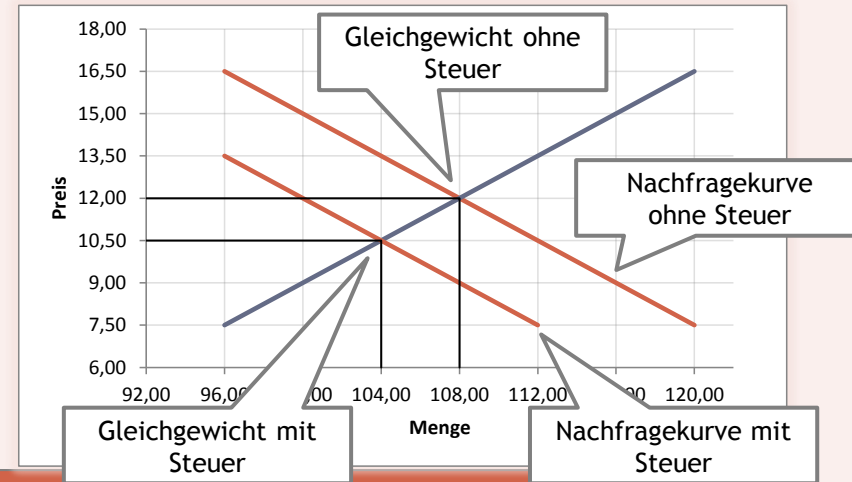 18,00
16,50
15,00
13,50
12,00
10,50
9,00
7,50
6,00
Preis
Gleichgewicht ohne
Steuer
Nachfragekurve
ohne Steuer
92,00
96,0
,00
104,00
108,00
112,00
,00
120,00
Menge
Gleichgewicht mit
Steuer
Nachfragekurve mit
Steuer